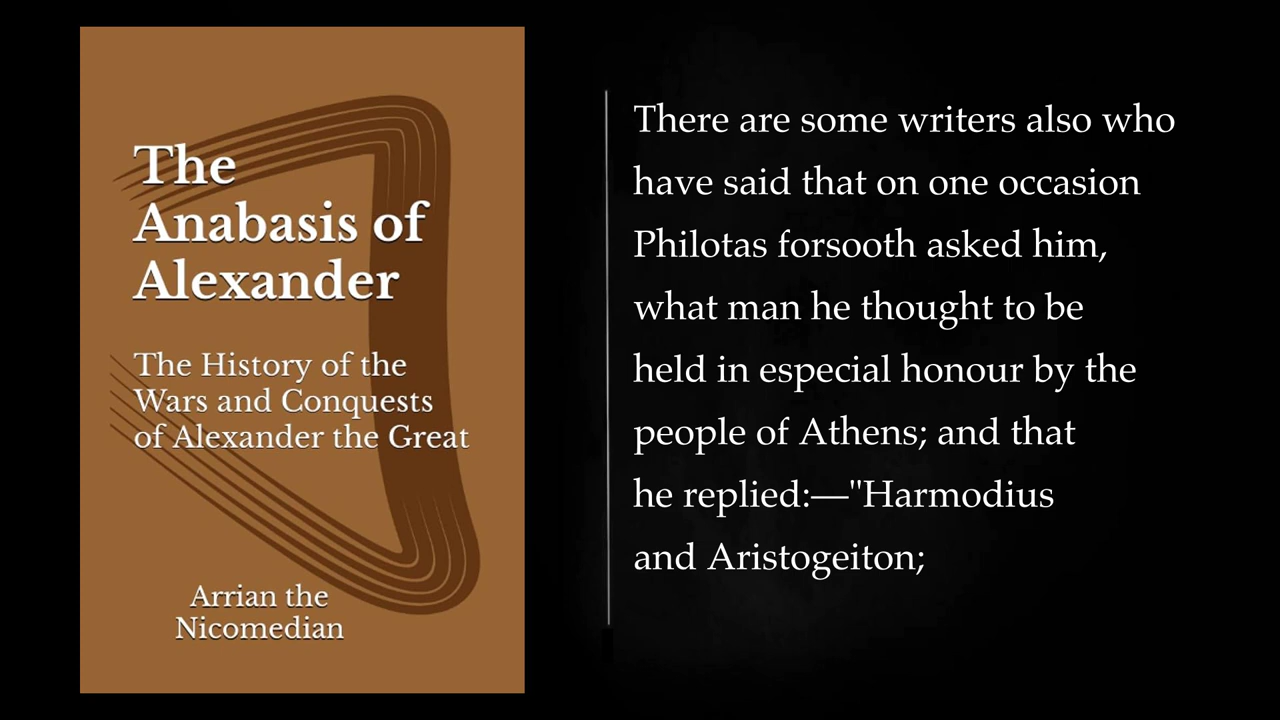 The
Anabasis of
Alexander
The History of the
Wars and Conquests
of Alexander the Great
Arrian the
Nicomedian
There are some writers also who
have said that on one occasion
Philotas forsooth asked him,
what man he thought to be
held in especial honour by the
people of Athens; and that
he replied:—"Harmodius
and Aristogeiton;